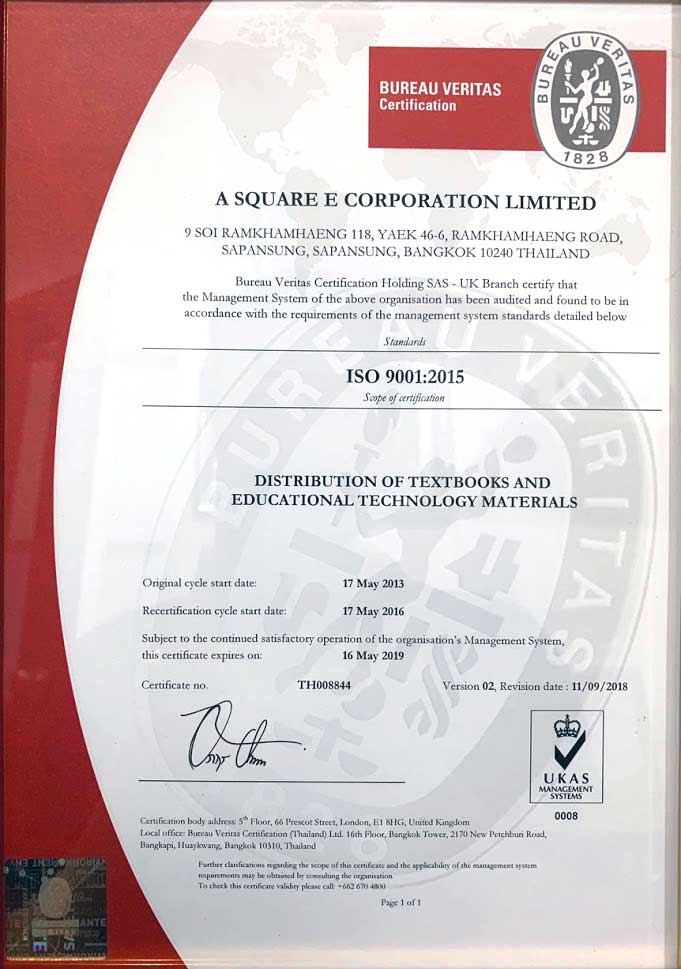 BUREAU VERITAS
Certification
BUREAU VERITAS
1828
A SQUARE E CORPORATION LIMITED
9 SOI RAMKHAMHAENG 118, YAEK 46-6, RAMKHAMHAENG ROAD,
SAPANSUNG, SAPANSUNG, BANGKOK 10240 THAILAND
Bureau Veritas Certification Holding SAS - UK Branch certify that
the Management System of the above organisation has been audited and found to be in
accordance with the requirements of the management system standards detailed below
Standards
ISO 9001:2015
Scope of certification
BUREAU VERITAS
DISTRIBUTION OF TEXTBOOKS AND
EDUCATIONAL TECHNOLOGY MATERIALS
Original cycle start date: 17 May 2013
Recertification cycle start date: 17 May 2016
Subject to the continued satisfactory operation of the organisation's Management System,
this certificate expires on: 16 May 2019
Certificate no. TH008844 Version 02, Revision date : 11/09/2018
UKAS
MANAGEMENT
SYSTEMS
0008
Certification body address: 5th Floor, 66 Prescot Street, London, E1 8HG, United Kingdom
Local office: Bureau Veritas Certification (Thailand) Ltd. 16th Floor, Bangkok Tower, 2170 New Petchburi Road,
Bangkapi, Huaykwang, Bangkok 10310, Thailand
Further clarifications regarding the scope of this certificate and the applicability of the management system
requirements may be obtained by consulting the organisation.
To check this certificate validity please call: +662 670 4800
Page 1 of 1